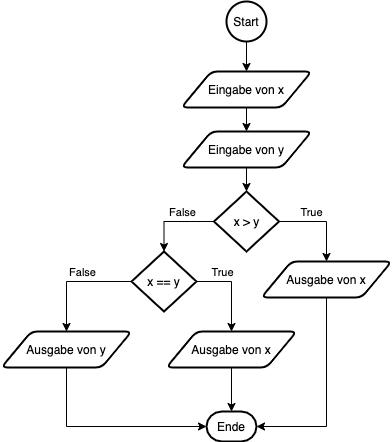 Start
Eingabe von x
Eingabe von y
x > y
False
True
x == y
Ausgabe von x
False
True
Ausgabe von y
Ausgabe von x
Ende